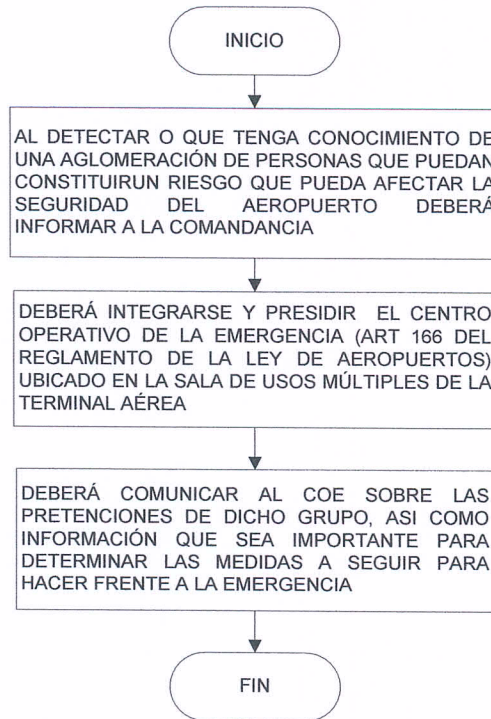 INICIO
AL DETECTAR O QUE TENGA CONOCIMIENTO DE
UNA AGLOMERACIÓN DE PERSONAS QUE PUEDAN
CONSTITUIRUN RIESGO QUE PUEDA AFECTAR LA
SEGURIDAD DEL AEROPUERTO DEBERÁ
INFORMAR A LA COMANDANCIA
DEBERÁ INTEGRARSE Y PRESIDIR EL CENTRO
OPERATIVO DE LA EMERGENCIA (ART 166 DEL
REGLAMENTO DE LA LEY DE AEROPUERTOS)
UBICADO EN LA SALA DE USOS MÚLTIPLES DE LA
TERMINAL AÉREA
DEBERÁ COMUNICAR AL COE SOBRE LAS
PRETENCIONES DE DICHO GRUPO, ASI COMO
INFORMACIÓN QUE SEA IMPORTANTE PARA
DETERMINAR LAS MEDIDAS A SEGUIR PARA
HACER FRENTE A LA EMERGENCIA
FIN